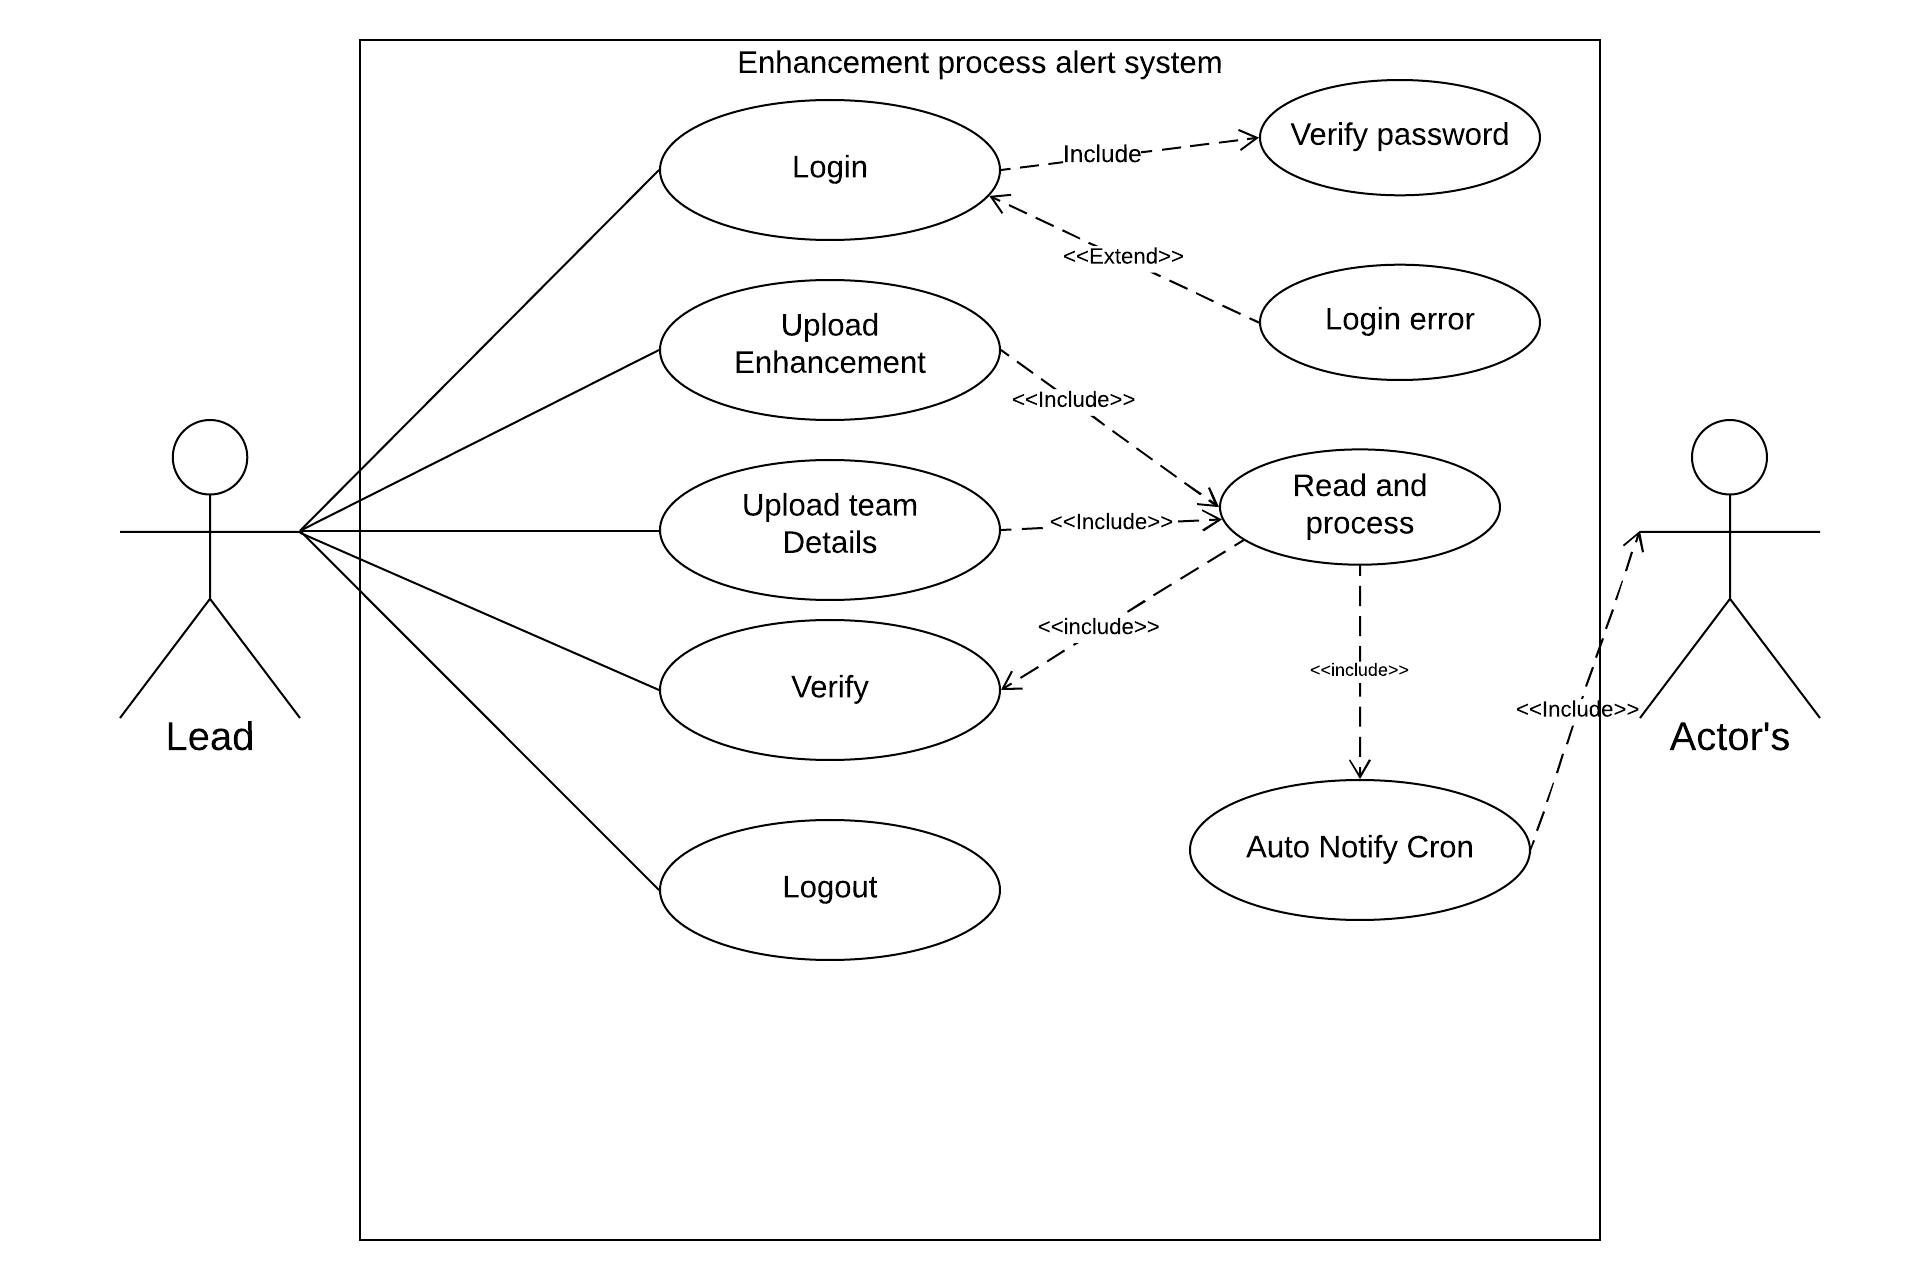 Enhancement process alert system
Login
Include
Verify password
<<Extend>>
Login error
Upload
Enhancement
<<Include>>
Upload team
Details
<<Include>>
Read and
process
<<include>>
Verify
<<include>>
<<Include>>
Lead
Actor's
Logout
Auto Notify Cron